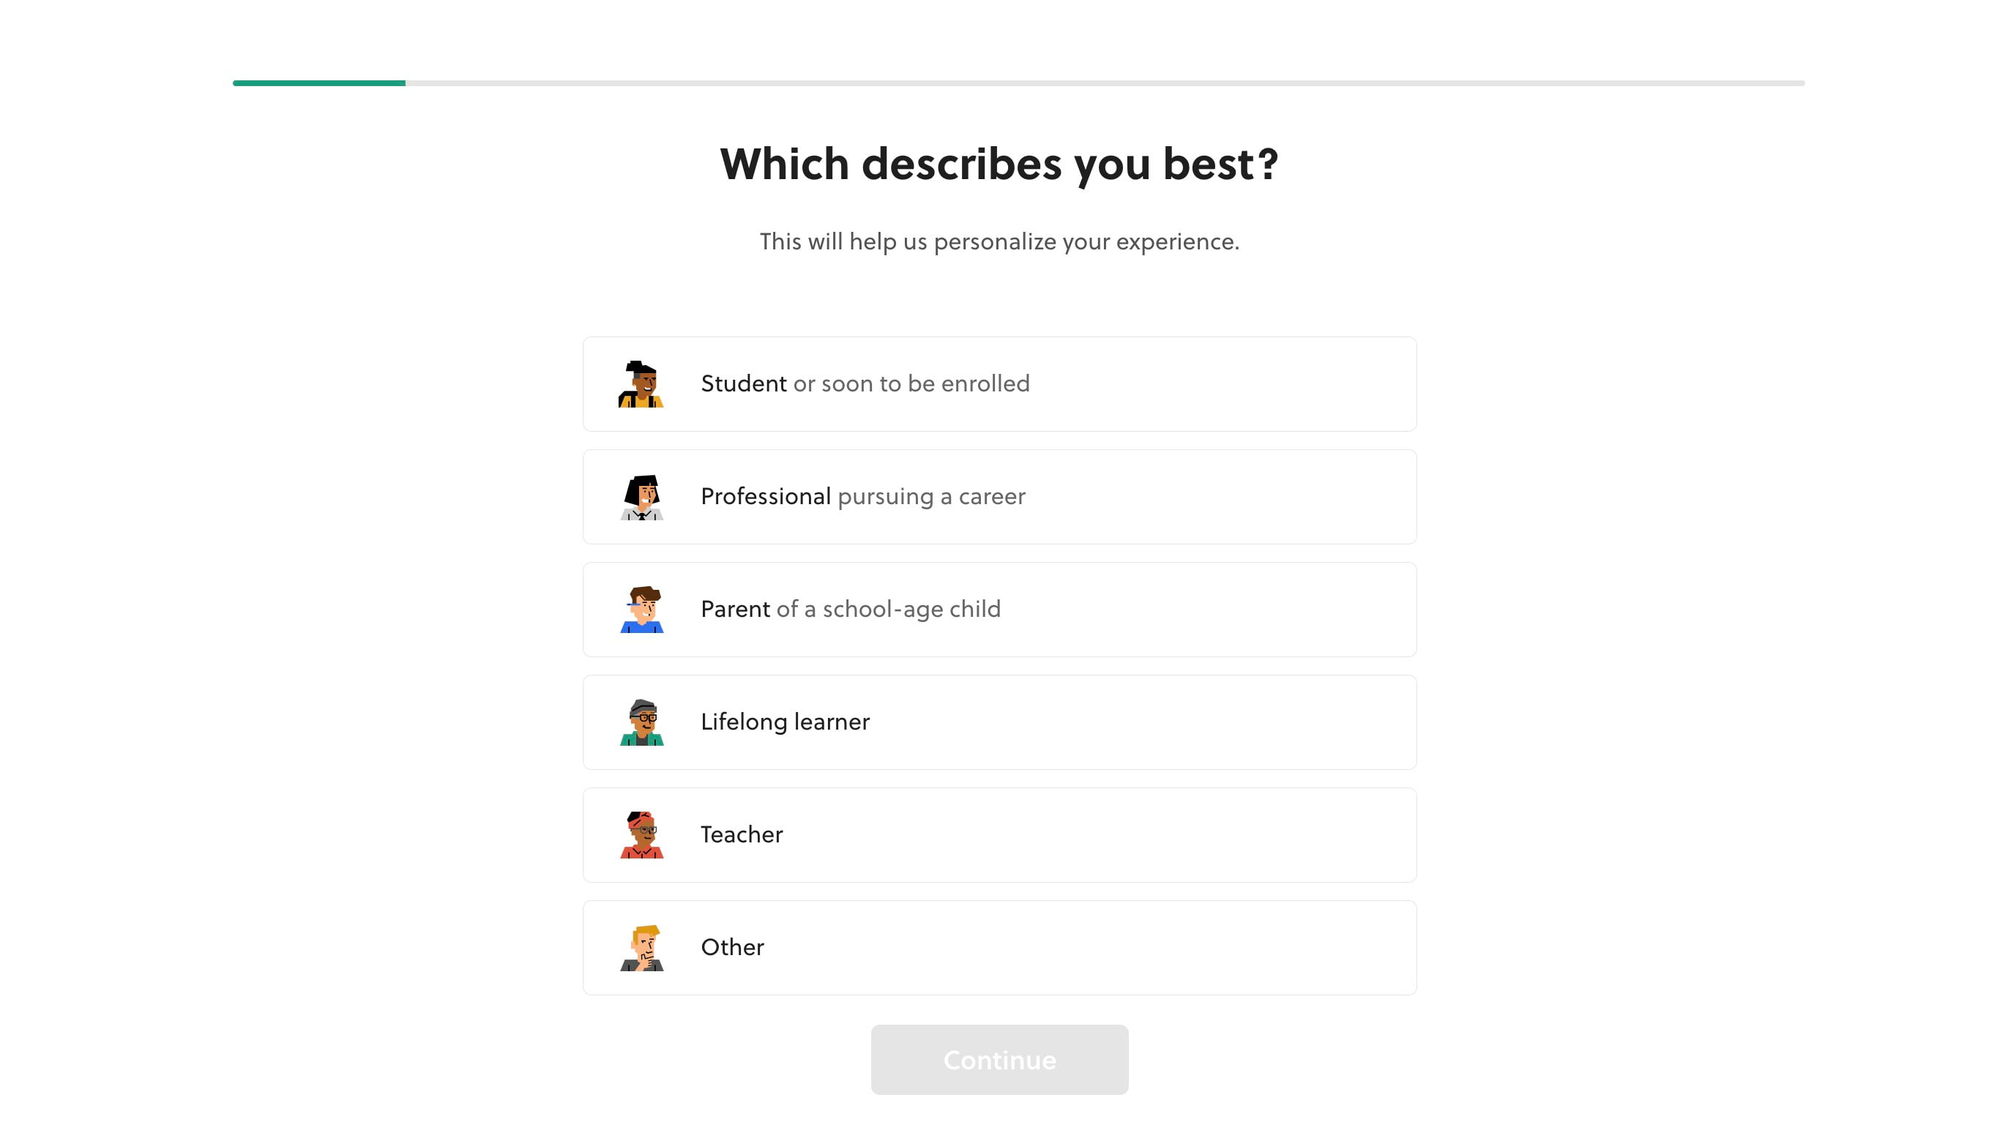 Which describes you best?
This will help us personalize your experience.
Student or soon to be enrolled
Professional pursuing a career
Parent of a school-age child
Lifelong learner
Teacher
Other
Continue